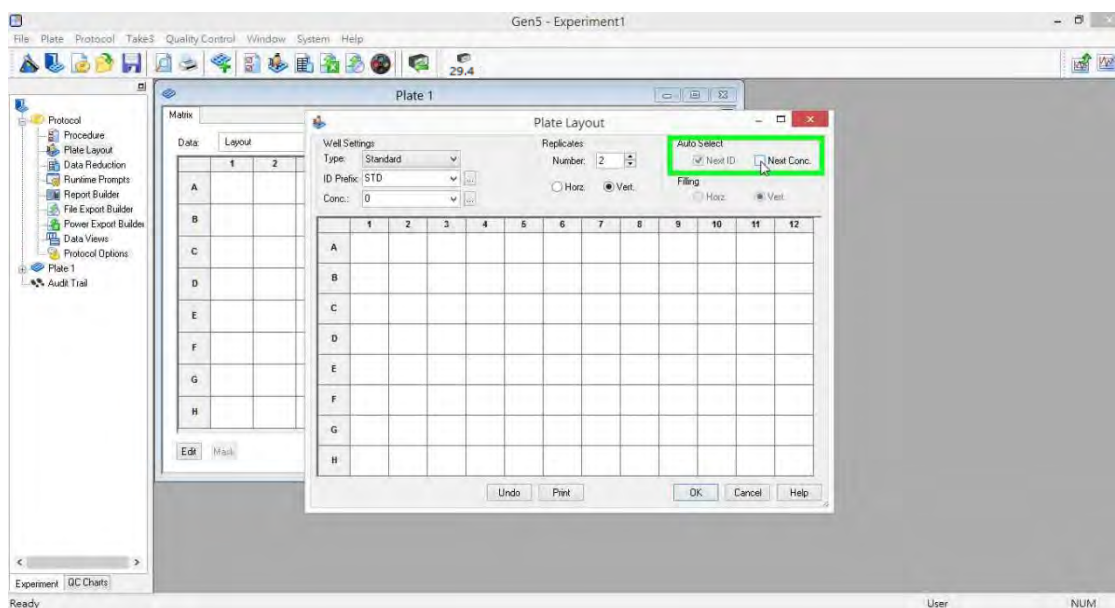 Gen5 - Experiment1
File Plate Protocol Take3 Quality Control Window System Help
29.4
Protocol
Procedure
Plate Layout
Data Reduction
Runtime Prompts
Report Builder
File Export Builder
Power Export Builder
Data Views
Protocol Options
Plate 1
Audit Trail
Experiment QC Charts
Plate 1
Matrix
Data: Layout
1 2
A
B
C
D
E
F
G
H
Edit Mask
Plate Layout
Well Settings
Type: Standard
ID Prefix: STD
Conc.: 0
Replicates
Number: 2
Horz. Vert.
Auto Select
Next ID Next Conc.
Filling
Horz. Vert.
1 2 3 4 5 6 7 8 9 10 11 12
A
B
C
D
E
F
G
H
Undo Print OK Cancel Help
Ready User NUM